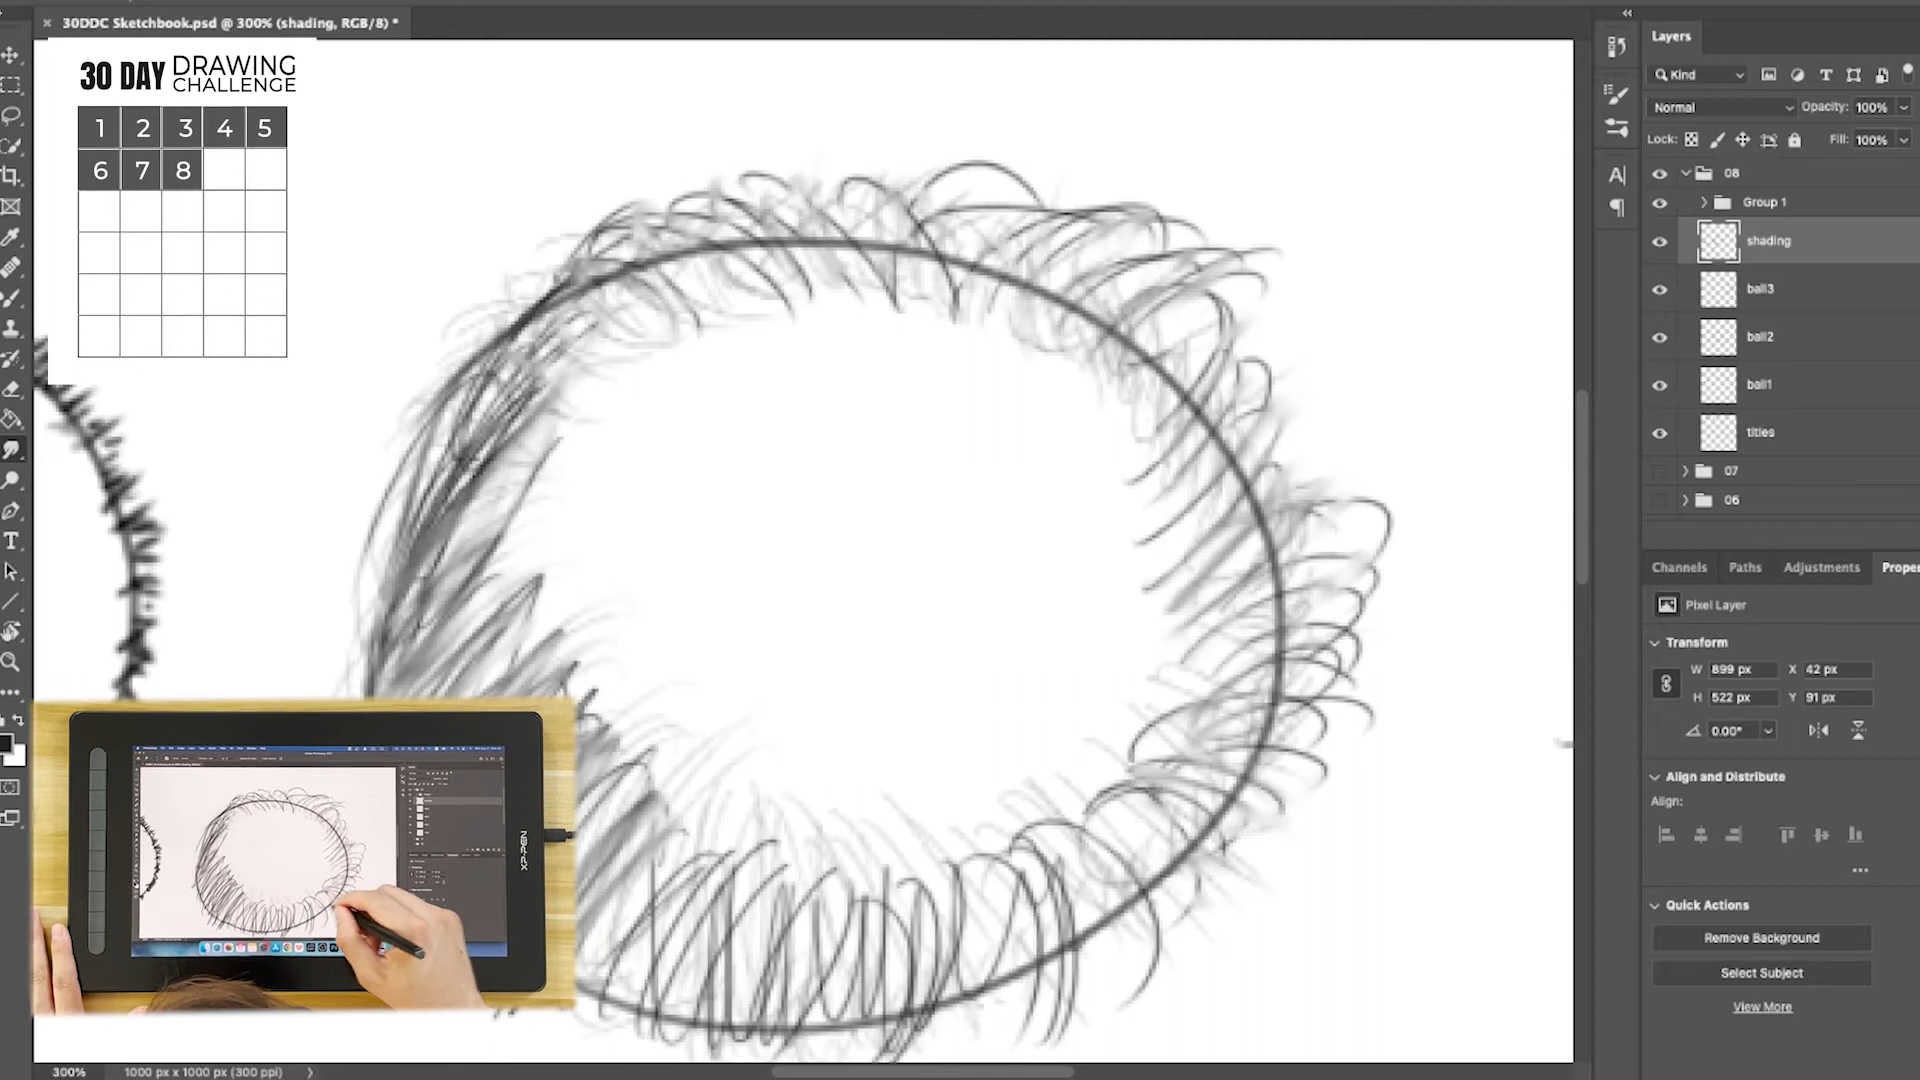 × 30DDC Sketchbook.psd @ 300% (shading, RGB/8) *
30 DAY DRAWING CHALLENGE
1 2 3 4 5
6 7 8
Layers
Kind
Normal Opacity: 100%
Lock: Fill: 100%
08
Group 1
shading
ball3
ball2
ball1
titles
07
06
Channels Paths Adjustments Proper
Pixel Layer
Transform
W 899 px X 42 px
H 522 px Y 91 px
0.00°
Align and Distribute
Align:
Quick Actions
Remove Background
Select Subject
View More
300% 1000 px x 1000 px (300 ppi)